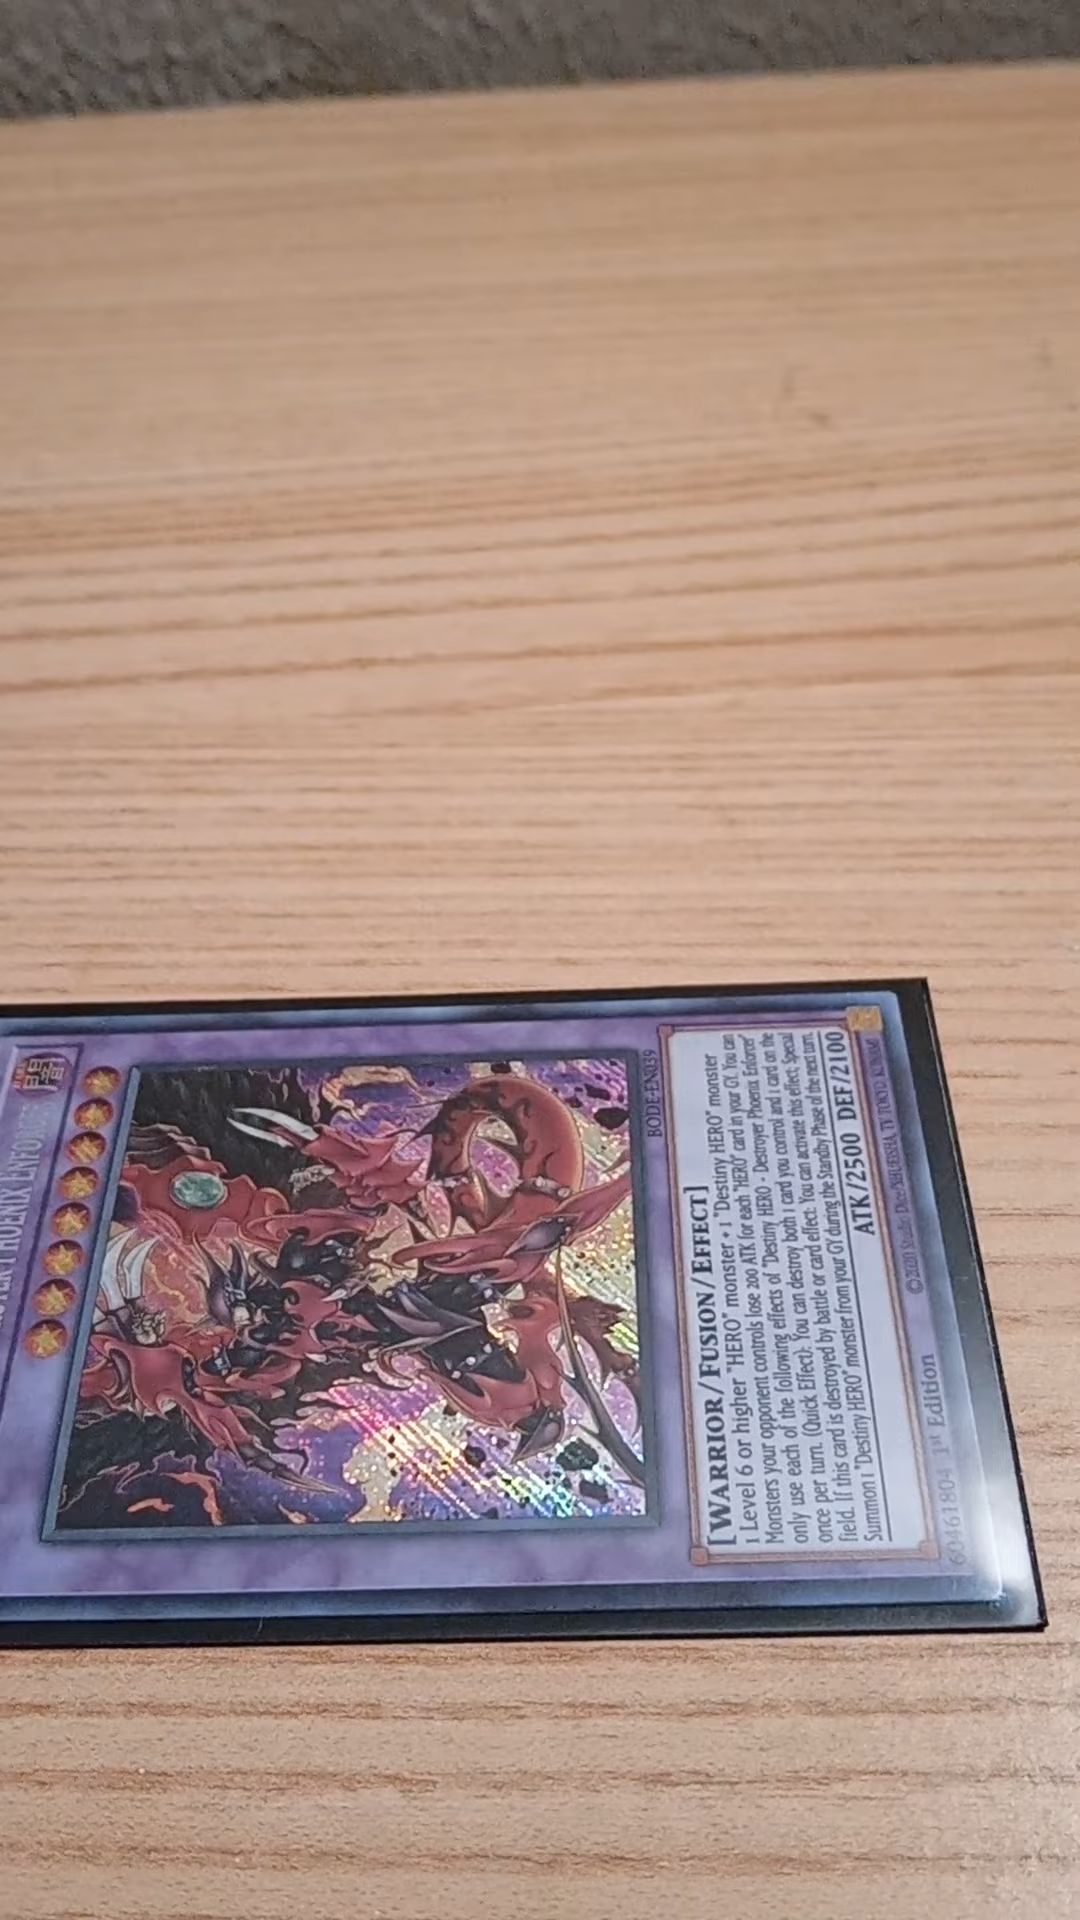 PHOENIX ENFORCER
闇
BODE-EN039
[WARRIOR/FUSION/EFFECT]
1 Level 6 or higher "HERO" monster + 1 "Destiny HERO" monster
Monsters your opponent controls lose 200 ATK for each "HERO" card in your GY. You can
only use each of the following effects of "Destiny HERO - Destroyer Phoenix Enforcer"
once per turn. (Quick Effect): You can destroy both 1 card you control and 1 card on the
field. If this card is destroyed by battle or card effect: You can activate this effect; Special
Summon 1 "Destiny HERO" monster from your GY during the Standby Phase of the next turn.
ATK/2500 DEF/2100
60461804 1st Edition
©2020 Studio Dice/SHUEISHA, TV TOKYO, KONAMI